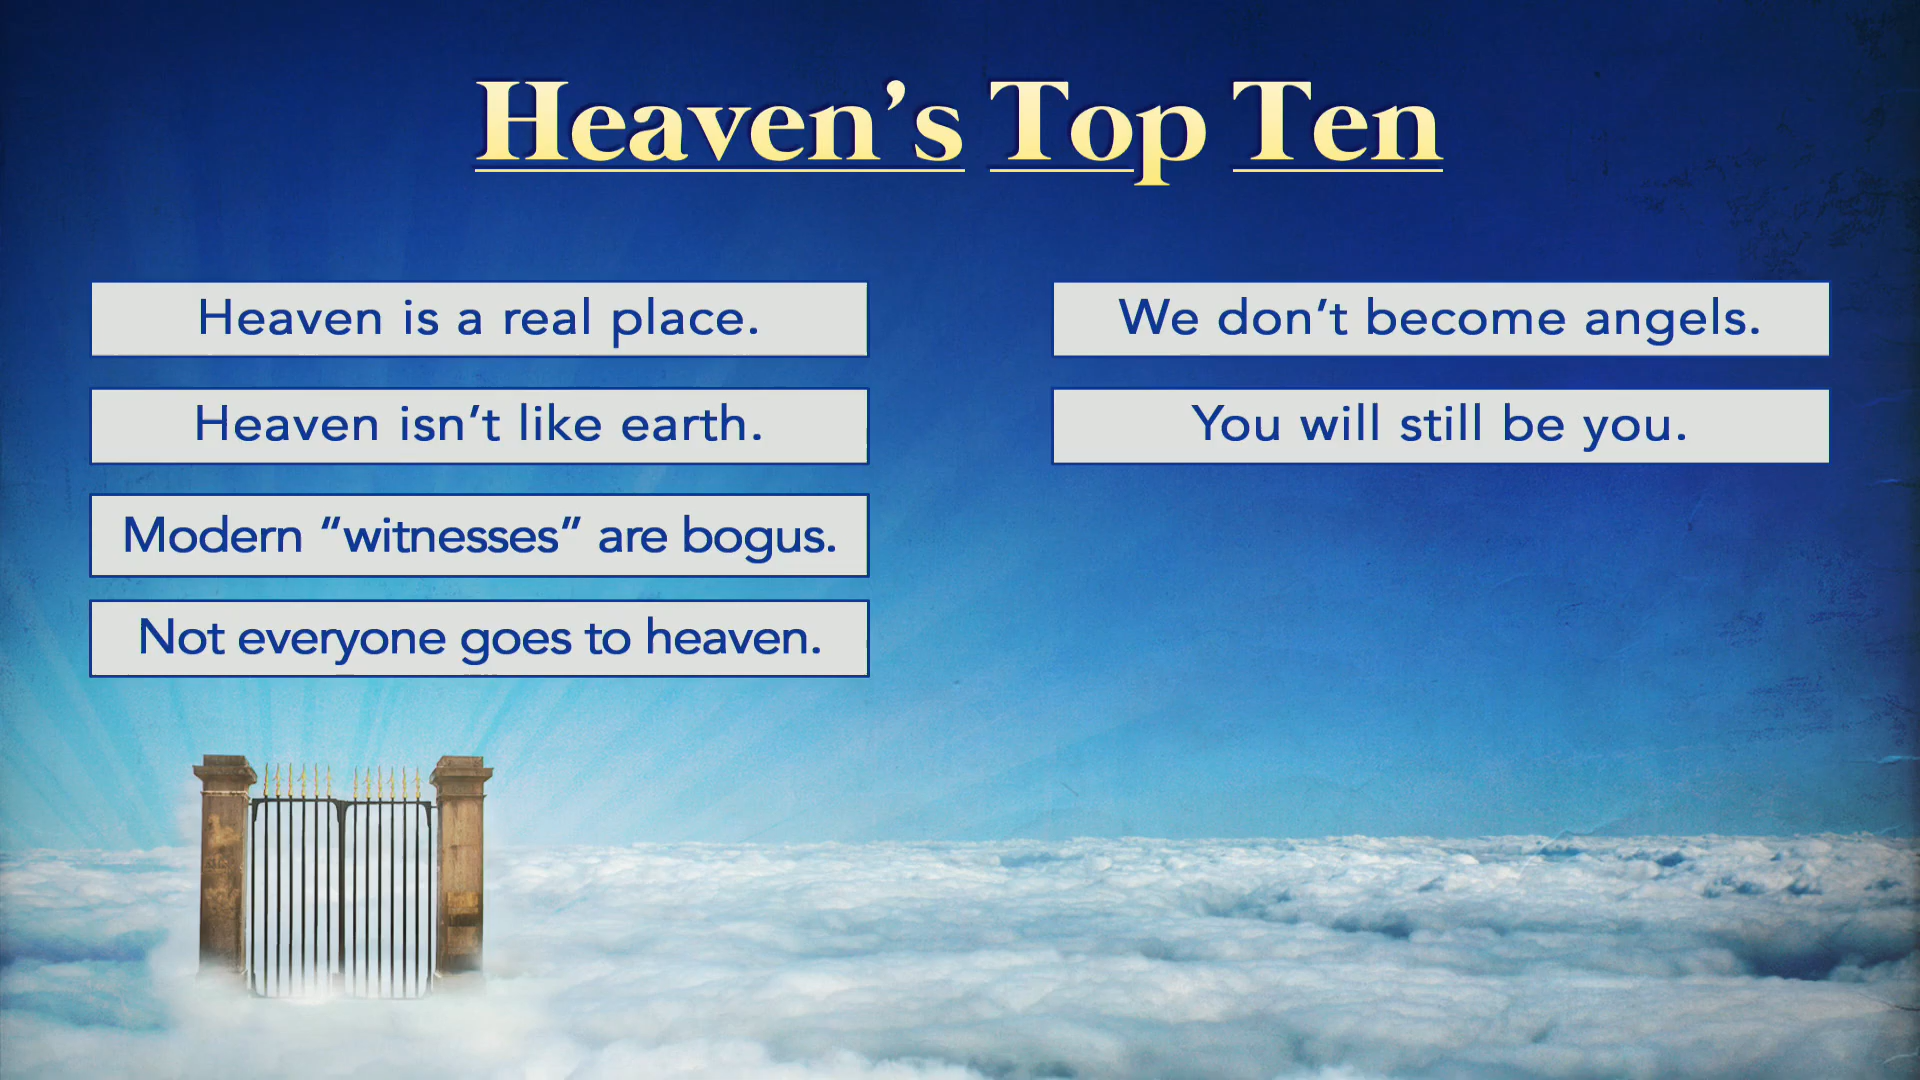 Heaven’s Top Ten
Heaven is a real place.
Heaven isn’t like earth.
Modern “witnesses” are bogus.
Not everyone goes to heaven.
We don’t become angels.
You will still be you.